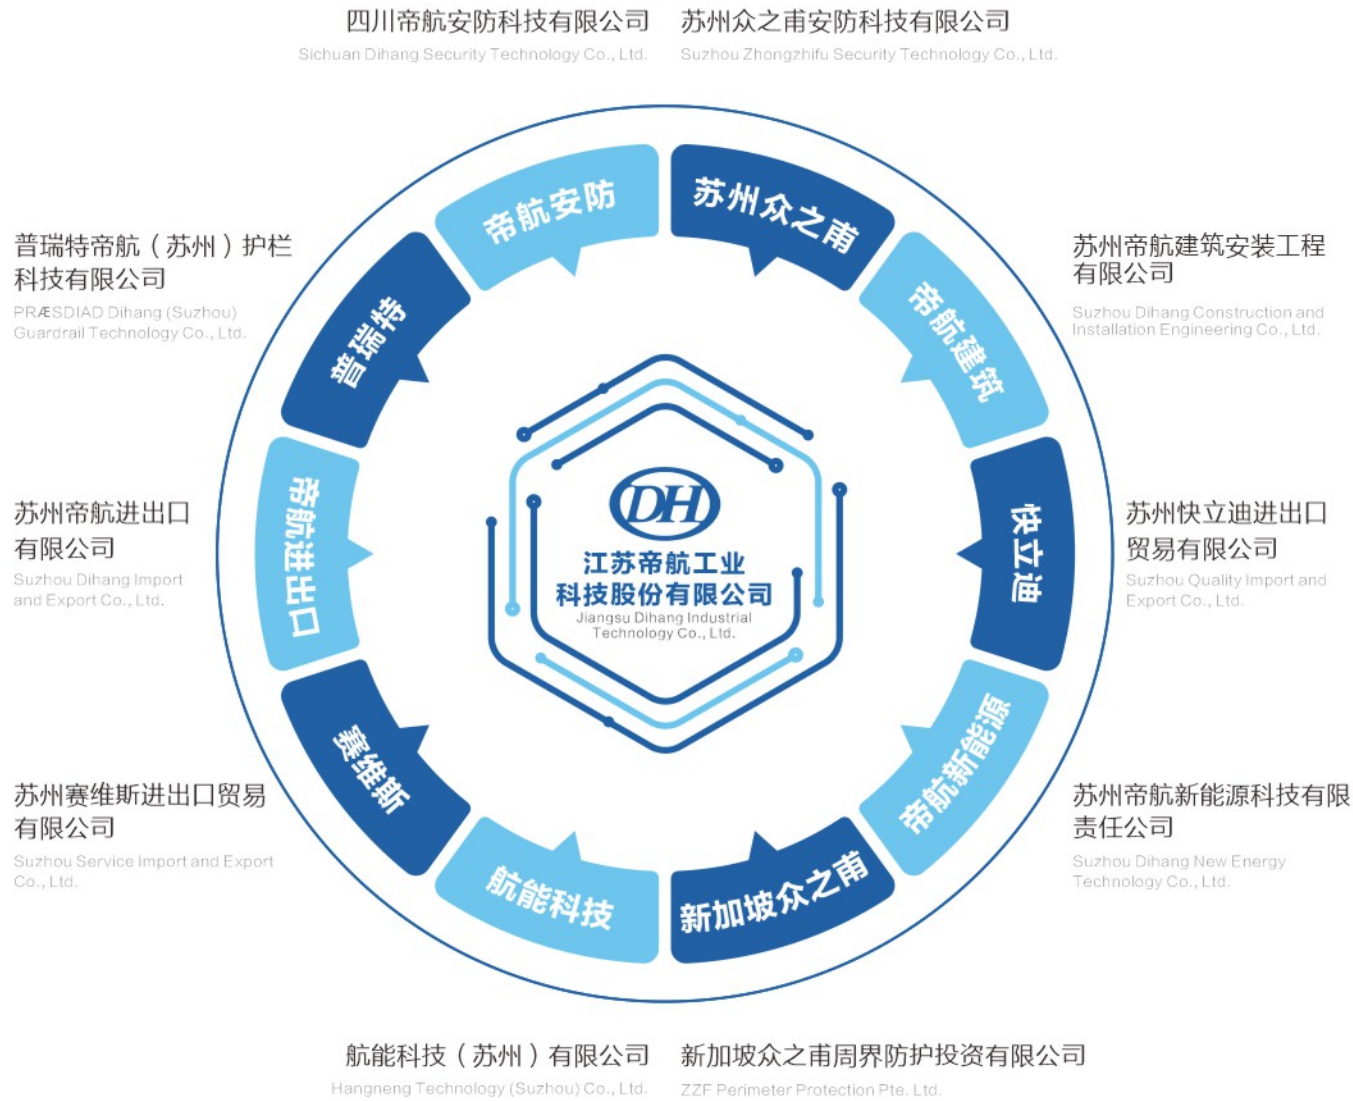 四川帝航安防科技有限公司
Sichuan Dihang Security Technology Co., Ltd.
苏州众之甫安防科技有限公司
Suzhou Zhongzhifu Security Technology Co., Ltd.
帝航安防
苏州众之甫
普瑞特帝航（苏州）护栏
科技有限公司
PRÆSDIAD Dihang (Suzhou)
Guardrail Technology Co., Ltd.
普瑞特
帝航建筑
苏州帝航建筑安装工程
有限公司
Suzhou Dihang Construction and
Installation Engineering Co., Ltd.
苏州帝航进出口
有限公司
Suzhou Dihang Import
and Export Co., Ltd.
帝航进出口
DH
江苏帝航工业
科技股份有限公司
Jiangsu Dihang Industrial
Technology Co., Ltd.
快立迪
苏州快立迪进出口
贸易有限公司
Suzhou Quality Import and
Export Co., Ltd.
苏州赛维斯进出口贸易
有限公司
Suzhou Service Import and Export
Co., Ltd.
赛维斯
帝航新能源
苏州帝航新能源科技有限
责任公司
Suzhou Dihang New Energy
Technology Co., Ltd.
航能科技
新加坡众之甫
航能科技（苏州）有限公司
Hangneng Technology (Suzhou) Co., Ltd.
新加坡众之甫周界防护投资有限公司
ZZF Perimeter Protection Pte. Ltd.